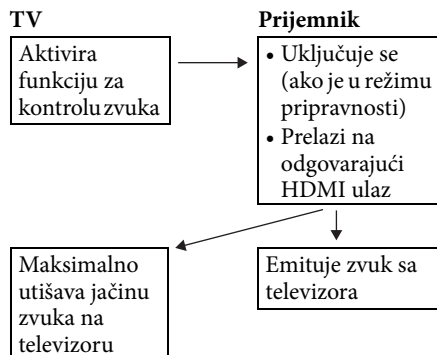 TV
Aktivira
funkciju za
kontrolu zvuka
Prijemnik
• Uključuje se
(ako je u režimu
pripravnosti)
• Prelazi na
odgovarajući
HDMI ulaz
Maksimalno
utišava jačinu
zvuka na
televizoru
Emituje zvuk sa
televizora